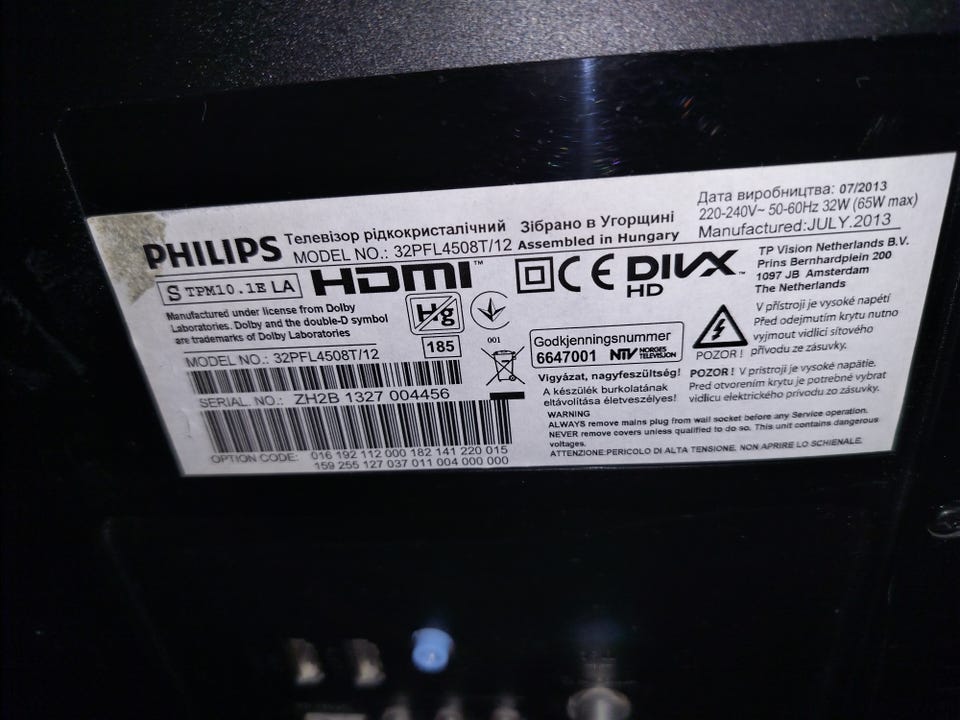 PHILIPS
Телевізор рідкокристалічний
MODEL NO.: 32PFL4508T/12
Зібрано в Угорщині
Assembled in Hungary
Дата виробництва: 07/2013
220-240V~ 50-60Hz 32W (65W max)
Manufactured:JULY.2013
S TPM10.1E LA
HDMI™
CE
DIVX™
HD
TP Vision Netherlands B.V.
Prins Bernhardplein 200
1097 JB Amsterdam
The Netherlands
Manufactured under license from Dolby
Laboratories. Dolby and the double-D symbol
are trademarks of Dolby Laboratories
Hg
185
001
Godkjenningsnummer
6647001 NTV NORGES TELEVISJON
POZOR !
V přístroji je vysoké napětí
Před odejmutím krytu nutno
vyjmout vidlici síťového
přívodu ze zásuvky.
MODEL NO.: 32PFL4508T/12
SERIAL. NO.: ZH2B 1327 004456
OPTION CODE: 016 192 112 000 182 141 220 015
159 255 127 037 011 004 000 000
Vigyázat, nagyfeszültség!
A készülék burkolatának
eltávolítása életveszélyes!
POZOR ! V prístroji je vysoké napätie.
Pred otvorením krytu je potrebné vybrat
vidlicu elektrického prívodu zo zásuvky.
WARNING
ALWAYS remove mains plug from wall socket before any Service operation.
NEVER remove covers unless qualified to do so. This unit contains dangerous
voltages.
ATTENZIONE:PERICOLO DI ALTA TENSIONE. NON APRIRE LO SCHIENALE.